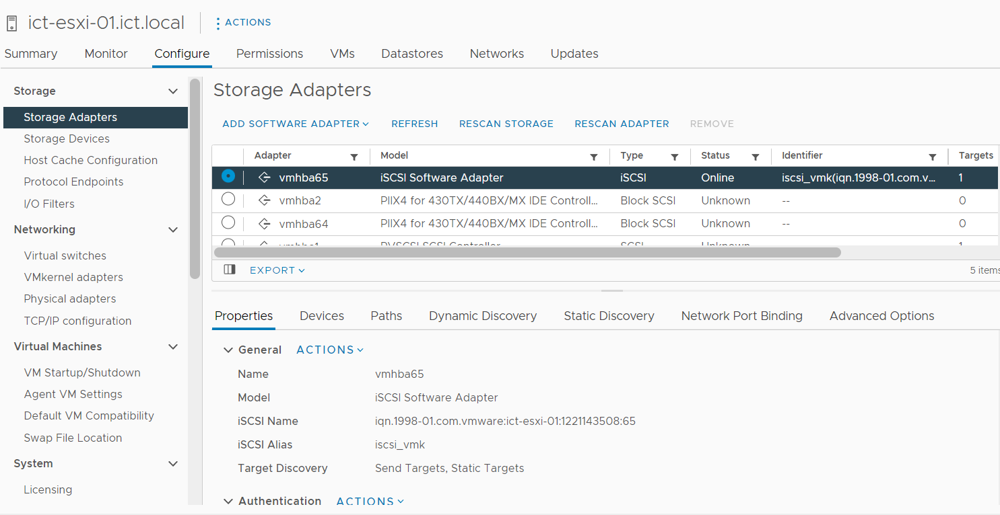 ict-esxi-01.ict.local
ACTIONS
Summary Monitor Configure Permissions VMs Datastores Networks Updates
Storage
Storage Adapters
Storage Devices
Host Cache Configuration
Protocol Endpoints
I/O Filters
Networking
Virtual switches
VMkernel adapters
Physical adapters
TCP/IP configuration
Virtual Machines
VM Startup/Shutdown
Agent VM Settings
Default VM Compatibility
Swap File Location
System
Licensing
Storage Adapters
ADD SOFTWARE ADAPTER REFRESH RESCAN STORAGE RESCAN ADAPTER REMOVE
Adapter Model Type Status Identifier Targets
vmhba65 iSCSI Software Adapter iSCSI Online iscsi_vmk(iqn.1998-01.com.v... 1
vmhba2 PIIX4 for 430TX/440BX/MX IDE Controll... Block SCSI Unknown -- 0
vmhba64 PIIX4 for 430TX/440BX/MX IDE Controll... Block SCSI Unknown -- 0
vmhba1 PVSCSI SCSI Controller SCSI Unknown 1
EXPORT 5 items
Properties Devices Paths Dynamic Discovery Static Discovery Network Port Binding Advanced Options
General ACTIONS
Name vmhba65
Model iSCSI Software Adapter
iSCSI Name iqn.1998-01.com.vmware:ict-esxi-01:1221143508:65
iSCSI Alias iscsi_vmk
Target Discovery Send Targets, Static Targets
Authentication ACTIONS